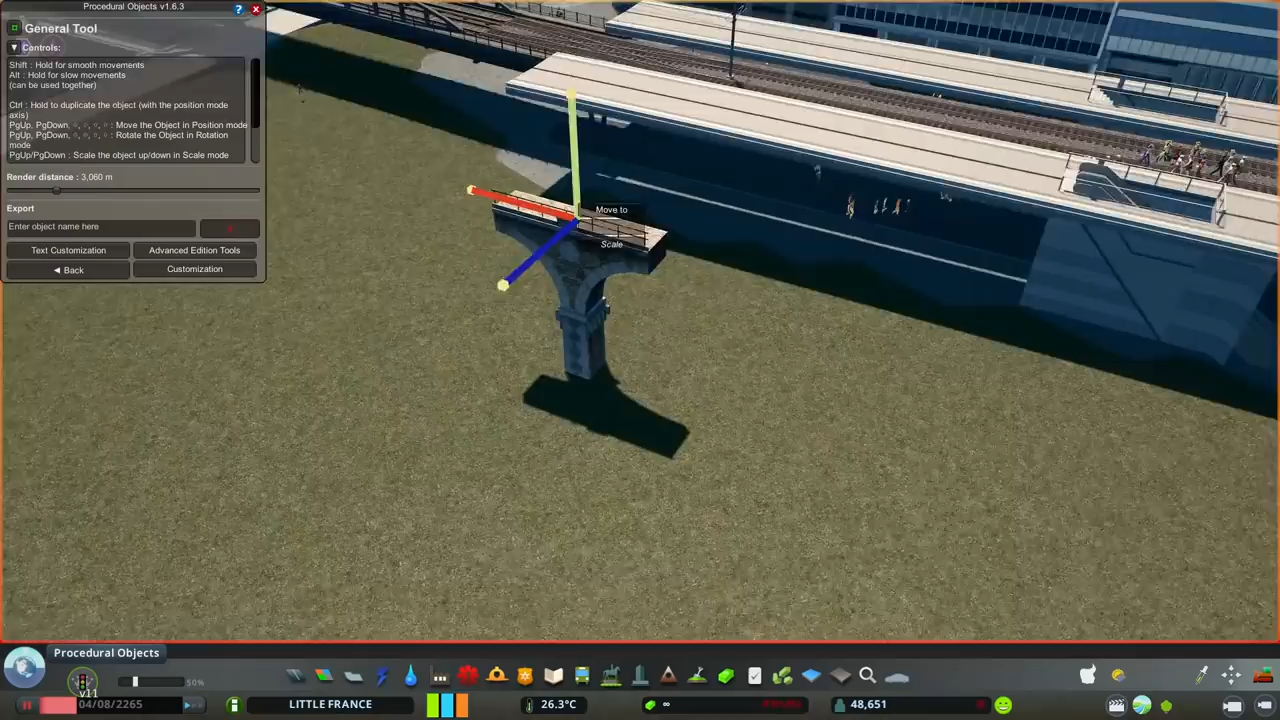 Procedural Objects v1.6.3
?
General Tool
Controls:
Shift : Hold for smooth movements
Alt : Hold for slow movements
(can be used together)
Ctrl : Hold to duplicate the object (with the position mode
axis)
PgUp, PgDown, : Move the Object in Position mode
PgUp, PgDown, : Rotate the Object in Rotation
mode
PgUp/PgDown : Scale the object up/down in Scale mode
Render distance : 3,060 m
Export
Enter object name here
Text Customization
Advanced Edition Tools
◄ Back
Customization
Move to
Scale
Procedural Objects
v11
50%
04/08/2265
LITTLE FRANCE
26.3°C
∞
48,651